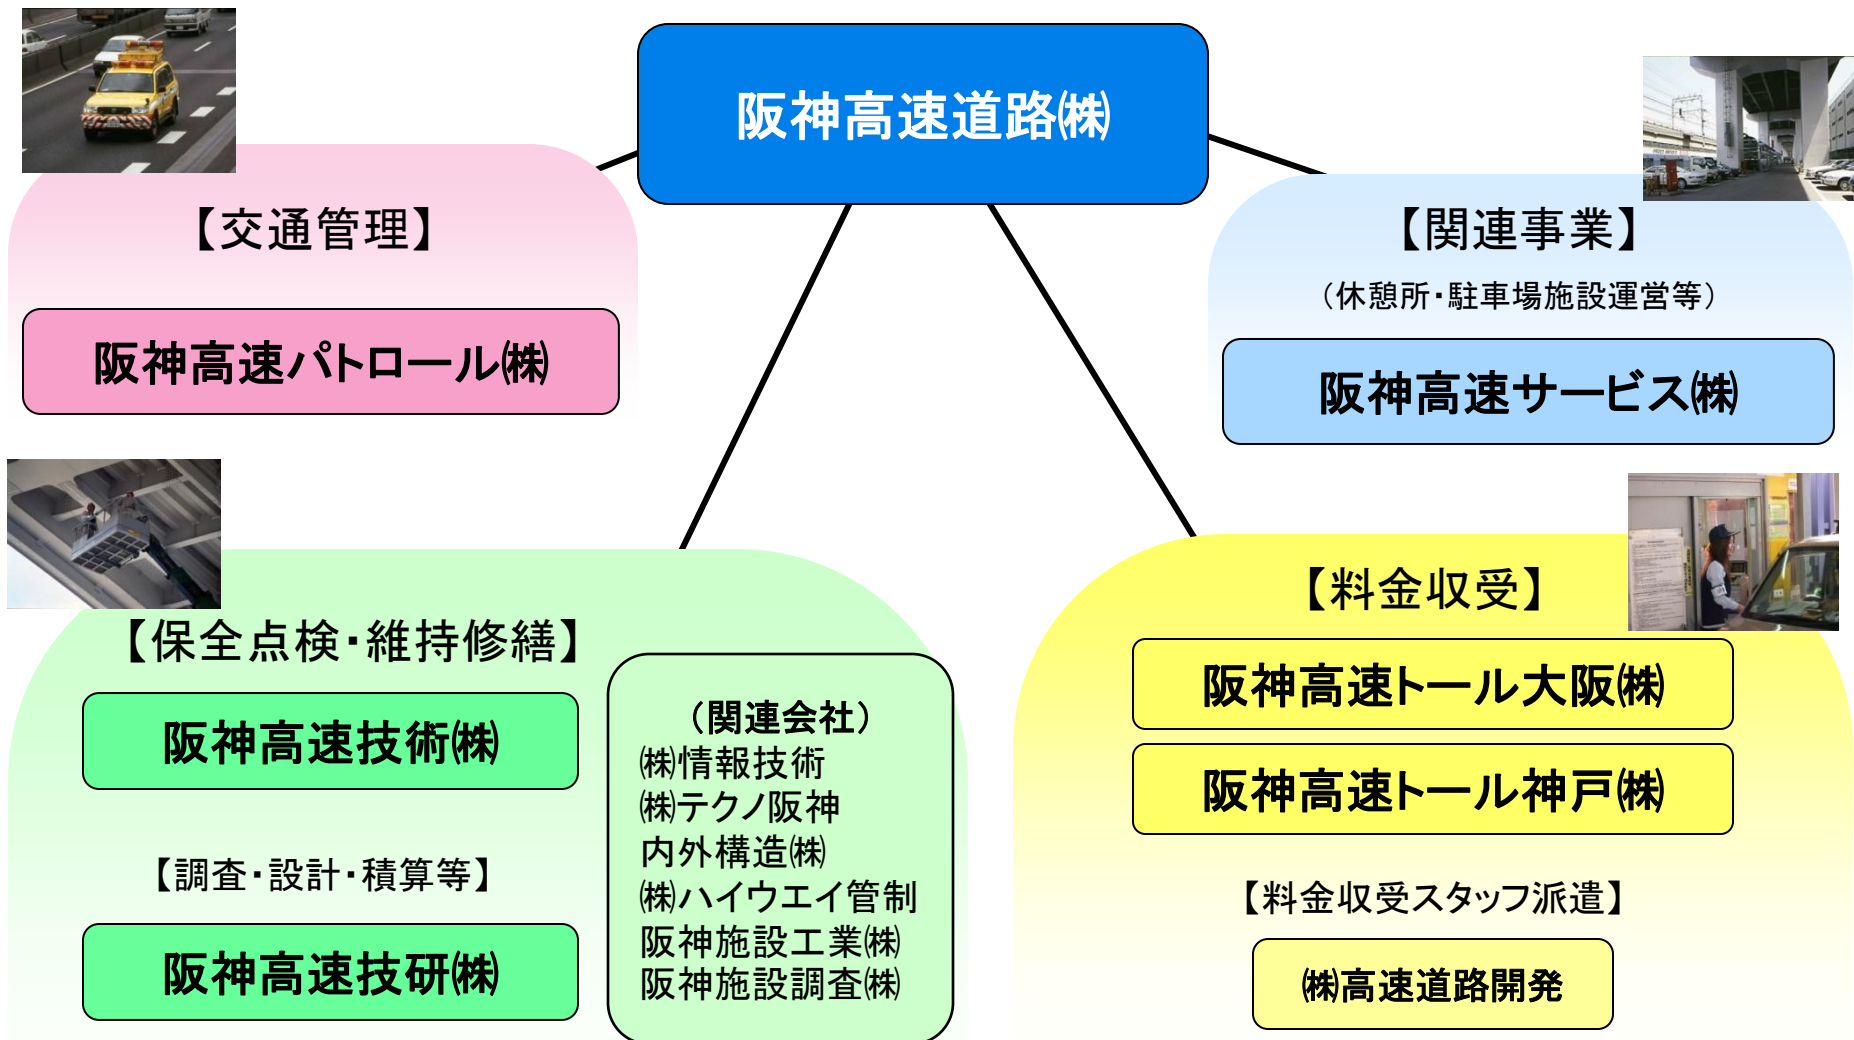 阪神高速道路㈱
【交通管理】
阪神高速パトロール㈱
【関連事業】
（休憩所・駐車場施設運営等）
阪神高速サービス㈱
【保全点検・維持修繕】
阪神高速技術㈱
【調査・設計・積算等】
阪神高速技研㈱
（関連会社）
㈱情報技術
㈱テクノ阪神
内外構造㈱
㈱ハイウエイ管制
阪神施設工業㈱
阪神施設調査㈱
【料金収受】
阪神高速トール大阪㈱
阪神高速トール神戸㈱
【料金収受スタッフ派遣】
㈱高速道路開発